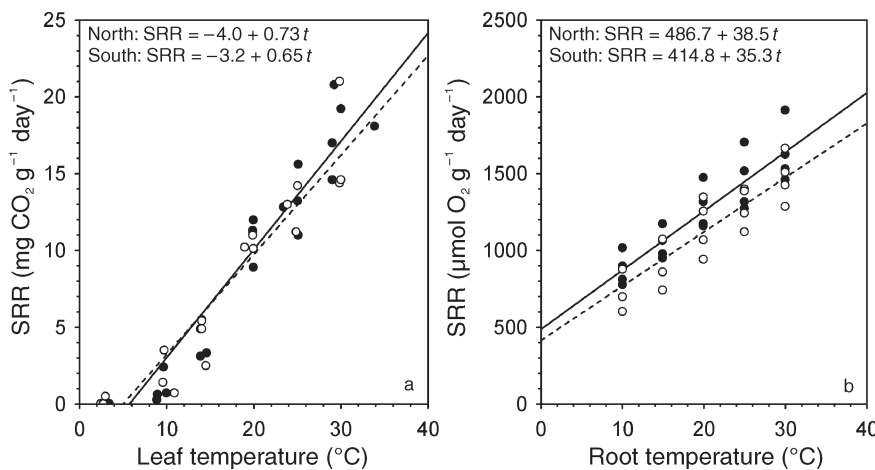 North: SRR = −4.0 + 0.73 t
South: SRR = −3.2 + 0.65 t
25
20
15
10
5
0
SRR (mg CO₂ g⁻¹ day⁻¹)
a
0 10 20 30 40
Leaf temperature (°C)
North: SRR = 486.7 + 38.5 t
South: SRR = 414.8 + 35.3 t
2500
2000
1500
1000
500
0
SRR (μmol O₂ g⁻¹ day⁻¹)
b
0 10 20 30 40
Root temperature (°C)